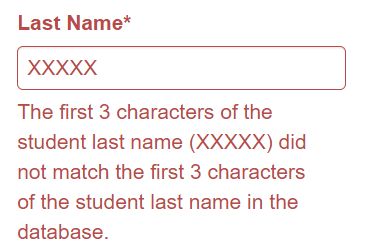 Last Name*
XXXXX
The first 3 characters of the
student last name (XXXXX) did
not match the first 3 characters
of the student last name in the
database.